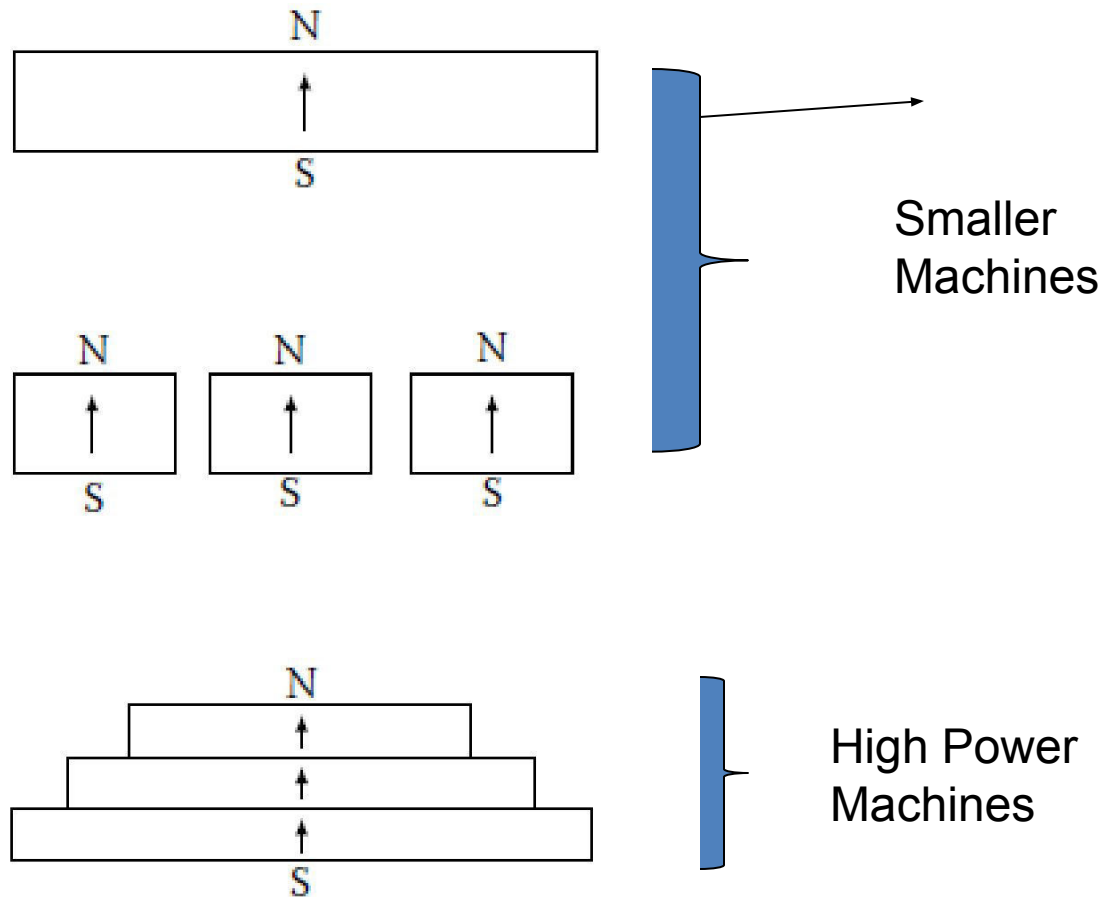 N
S
Smaller
Machines
N N N
S S S
N
High Power
Machines
S